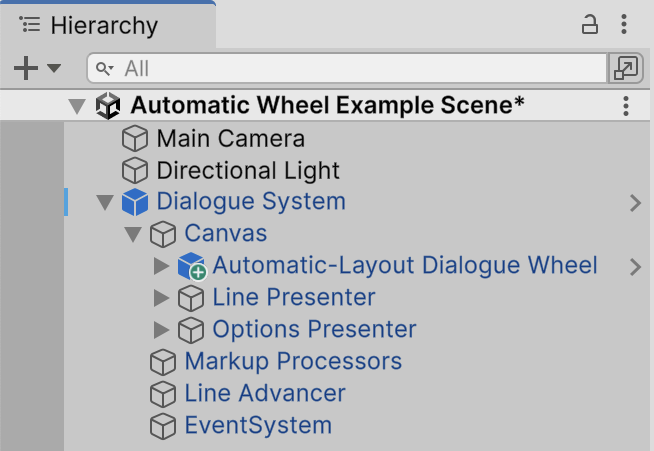 Hierarchy
All
Automatic Wheel Example Scene*
Main Camera
Directional Light
Dialogue System
Canvas
Automatic-Layout Dialogue Wheel
Line Presenter
Options Presenter
Markup Processors
Line Advancer
EventSystem